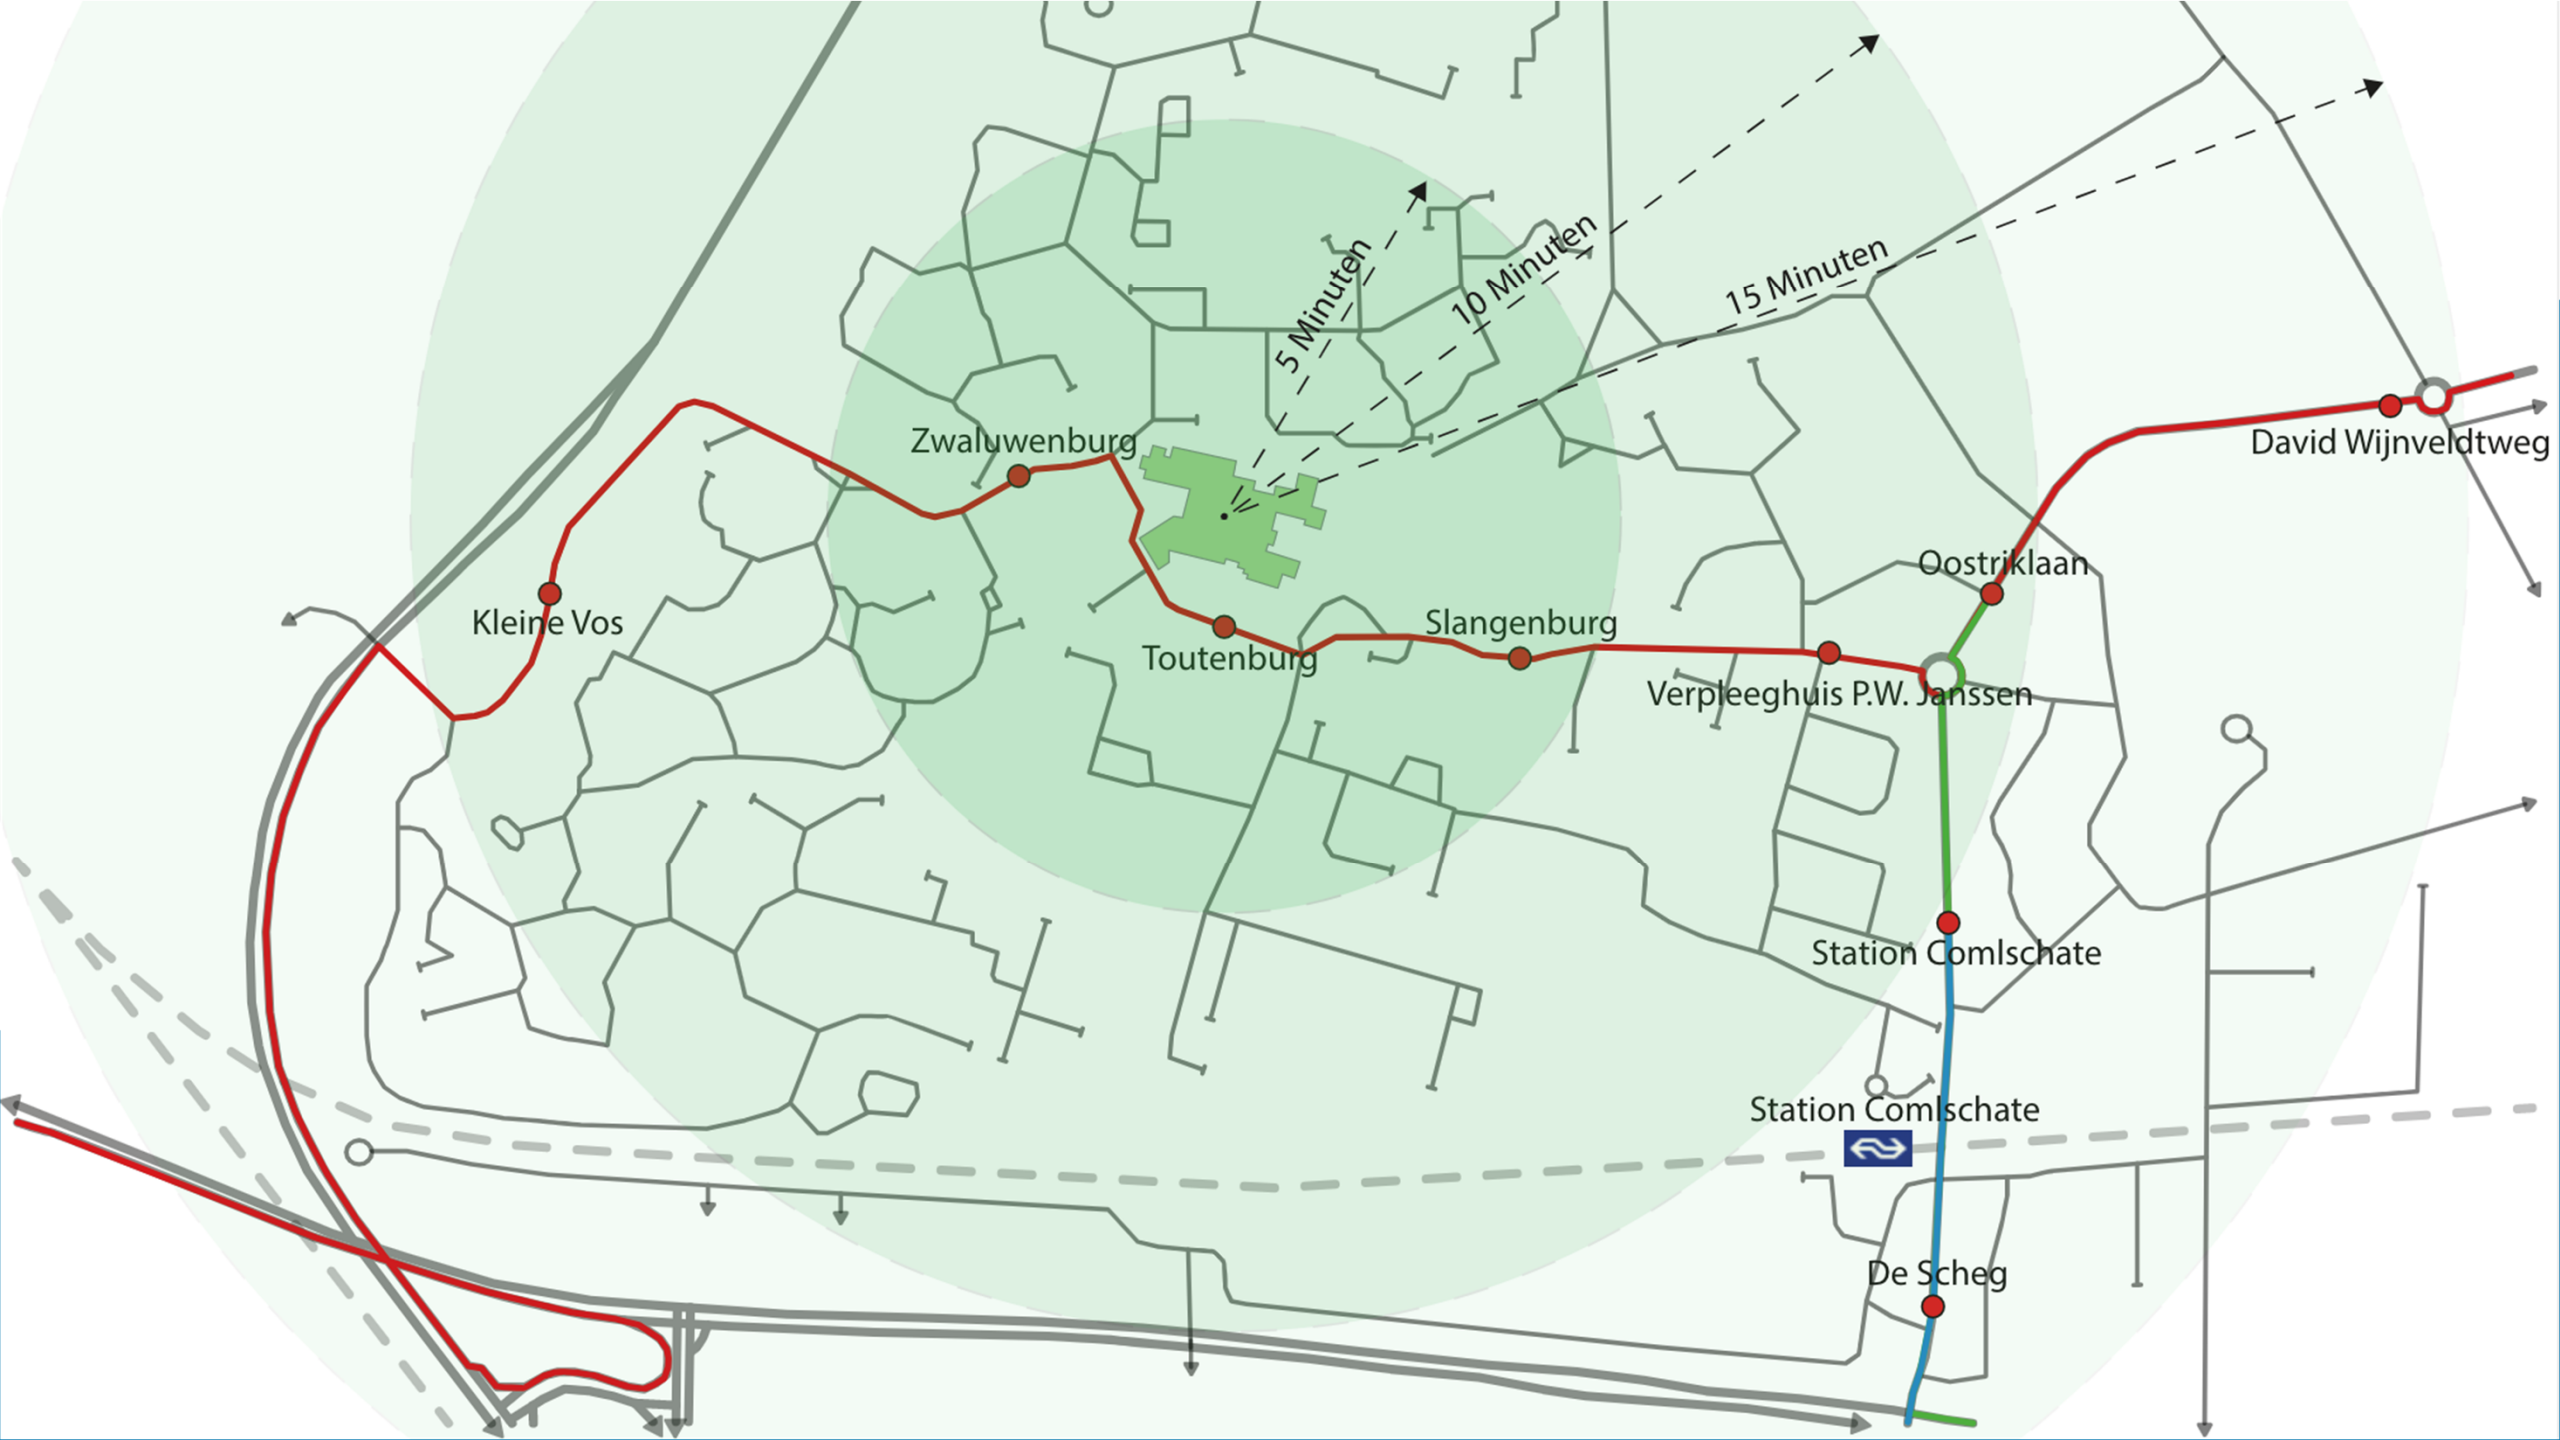 5 Minuten
10 Minuten
15 Minuten
Zwaluwenburg
David Wijnveldtweg
Oostriklaan
Kleine Vos
Slangenburg
Toutenburg
Verpleeghuis P.W. Janssen
Station Comlschate
Station Comlschate
De Scheg